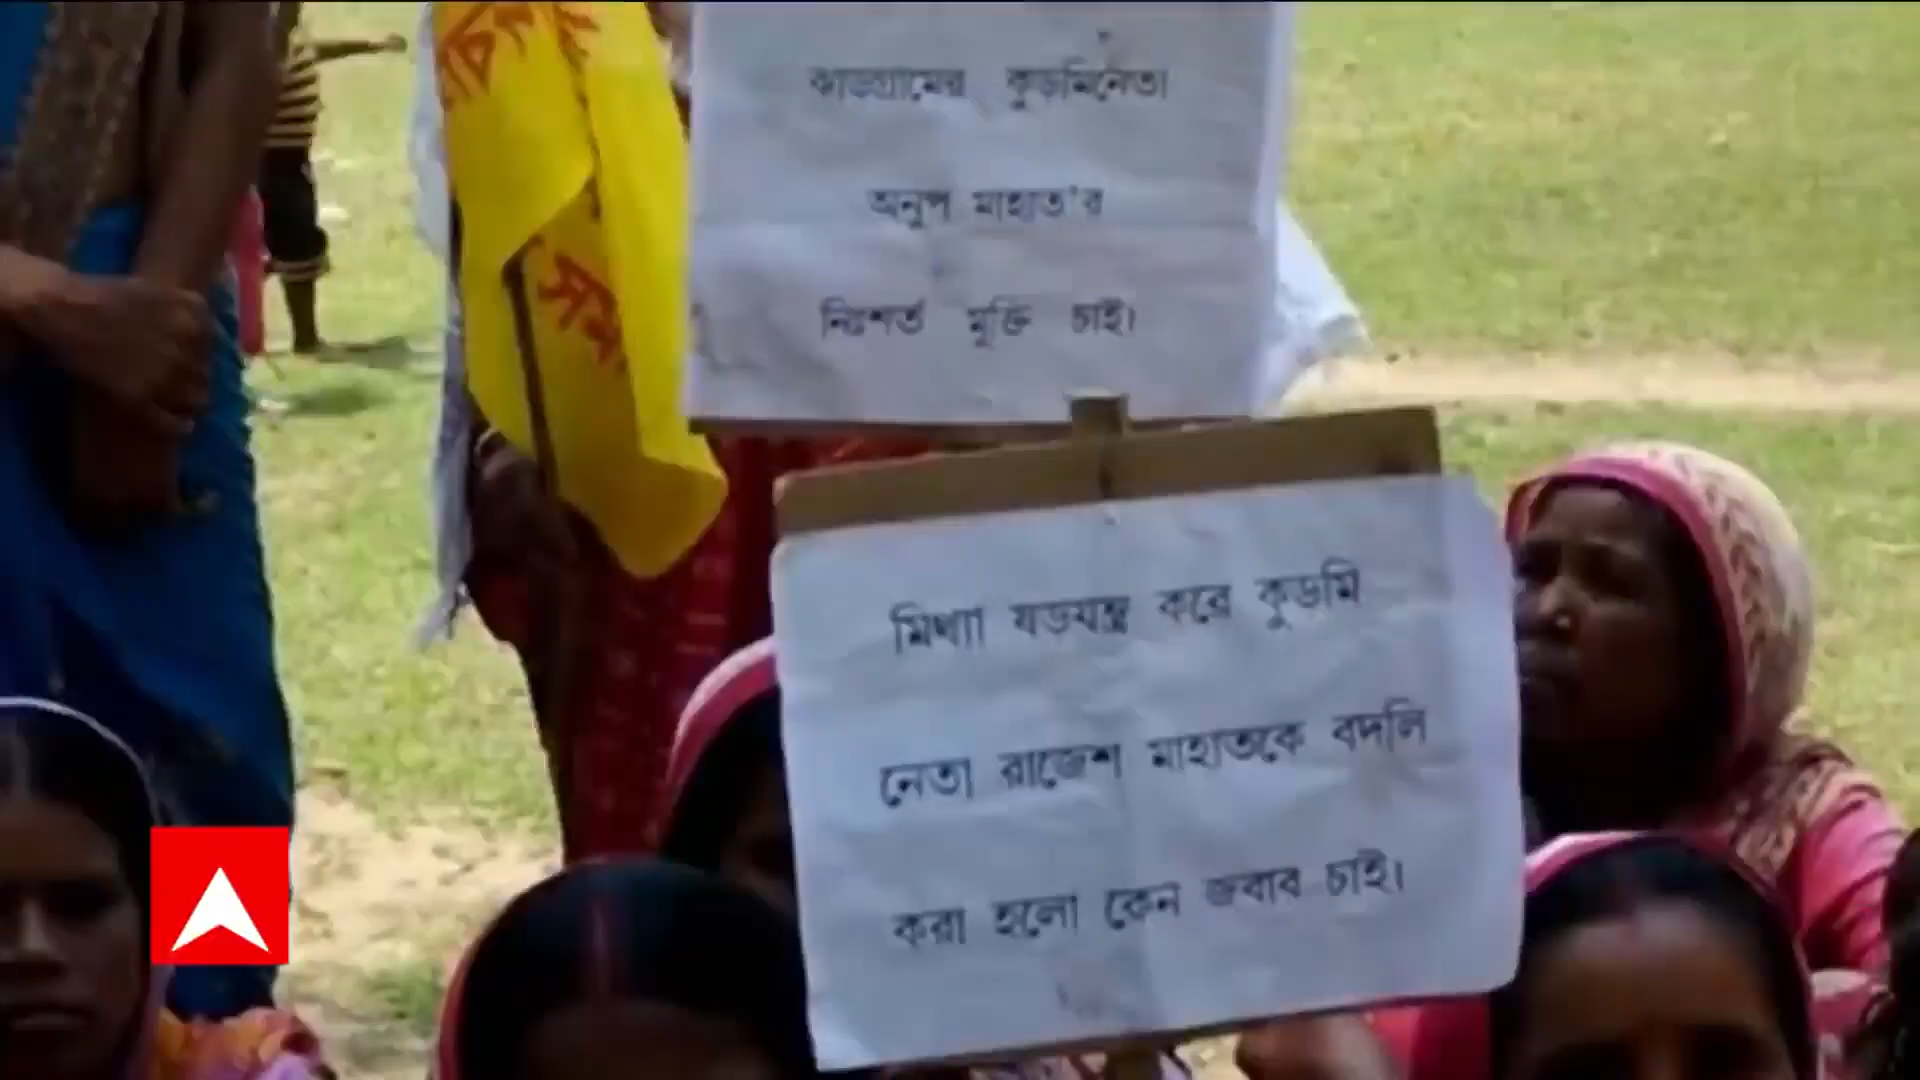 ঝাড়গ্রামের কুড়মিনেতা
অনুপ মাহাত'র
নিঃশর্ত মুক্তি চাই।
মিথ্যা ষড়যন্ত্র করে কুড়মি
নেতা রাজেশ মাহাতকে বদলি
করা হলো কেন জবাব চাই।